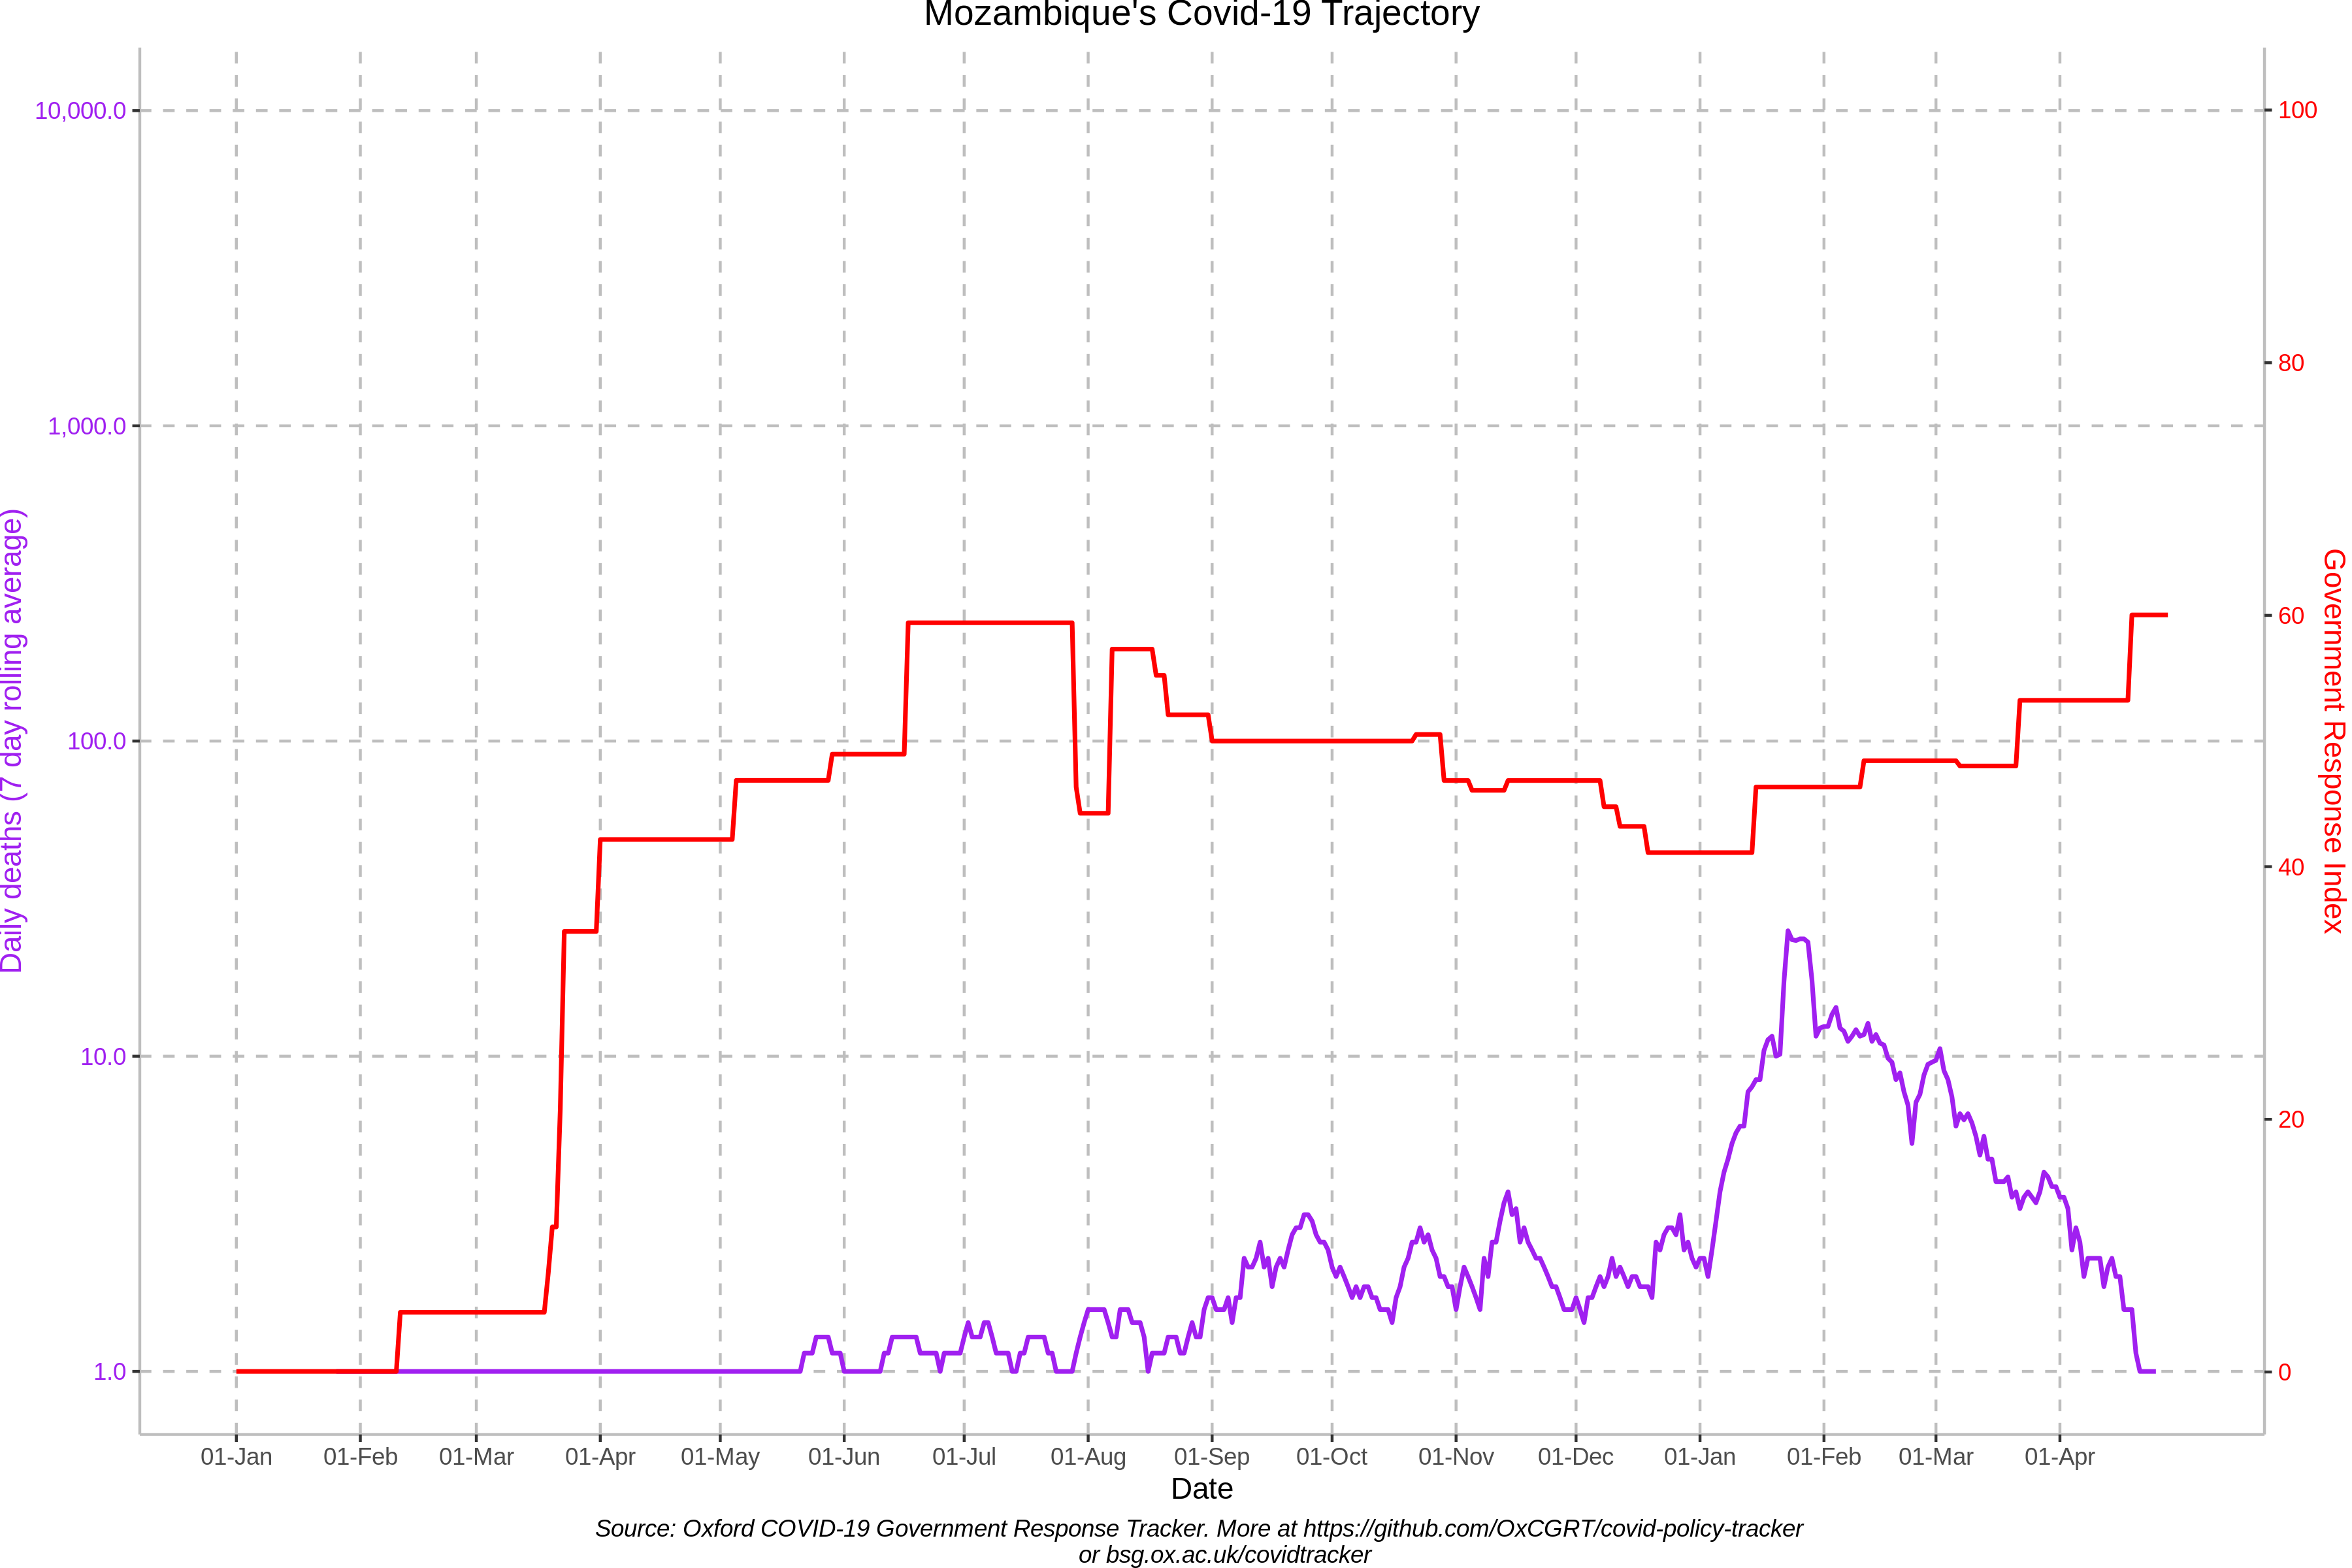 Mozambique's Covid-19 Trajectory
10,000.0
1,000.0
100.0
10.0
1.0
Daily deaths (7 day rolling average)
100
80
60
40
20
0
Government Response Index
01-Jan 01-Feb 01-Mar 01-Apr 01-May 01-Jun 01-Jul 01-Aug 01-Sep 01-Oct 01-Nov 01-Dec 01-Jan 01-Feb 01-Mar 01-Apr
Date
Source: Oxford COVID-19 Government Response Tracker. More at https://github.com/OxCGRT/covid-policy-tracker
or bsg.ox.ac.uk/covidtracker